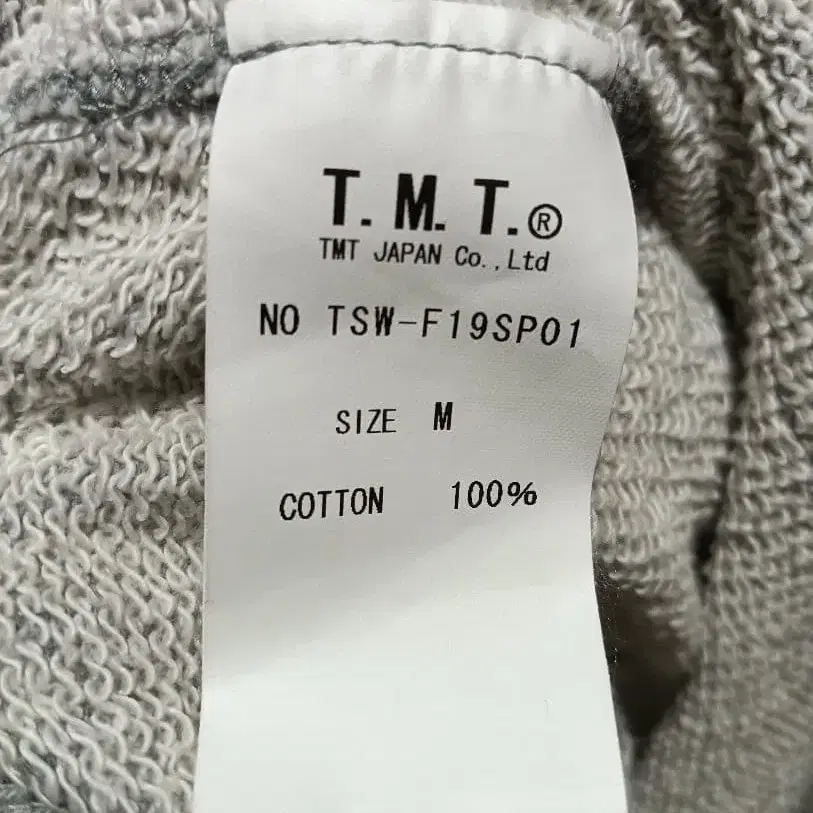 T. M. T.®
TMT JAPAN Co.,Ltd
NO TSW-F19SP01
SIZE M
COTTON 100%